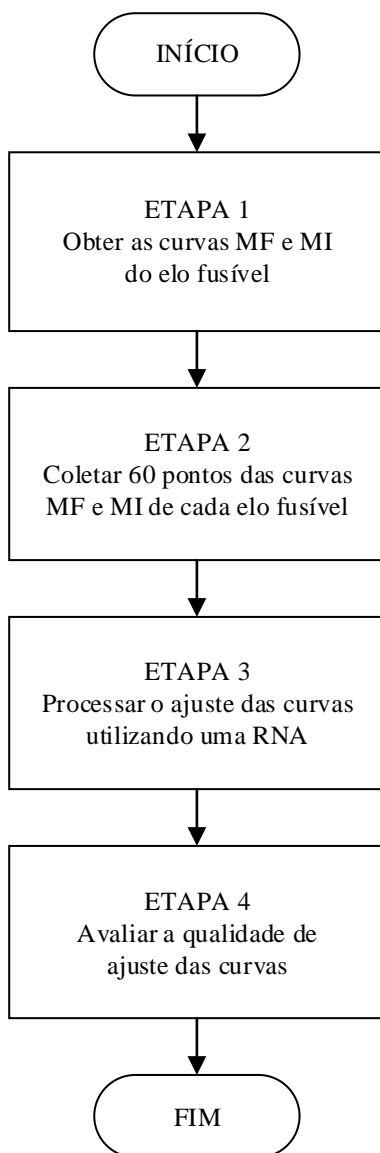 INÍCIO
ETAPA 1
Obter as curvas MF e MI
do elo fusível
ETAPA 2
Coletar 60 pontos das curvas
MF e MI de cada elo fusível
ETAPA 3
Processar o ajuste das curvas
utilizando uma RNA
ETAPA 4
Avaliar a qualidade de
ajuste das curvas
FIM